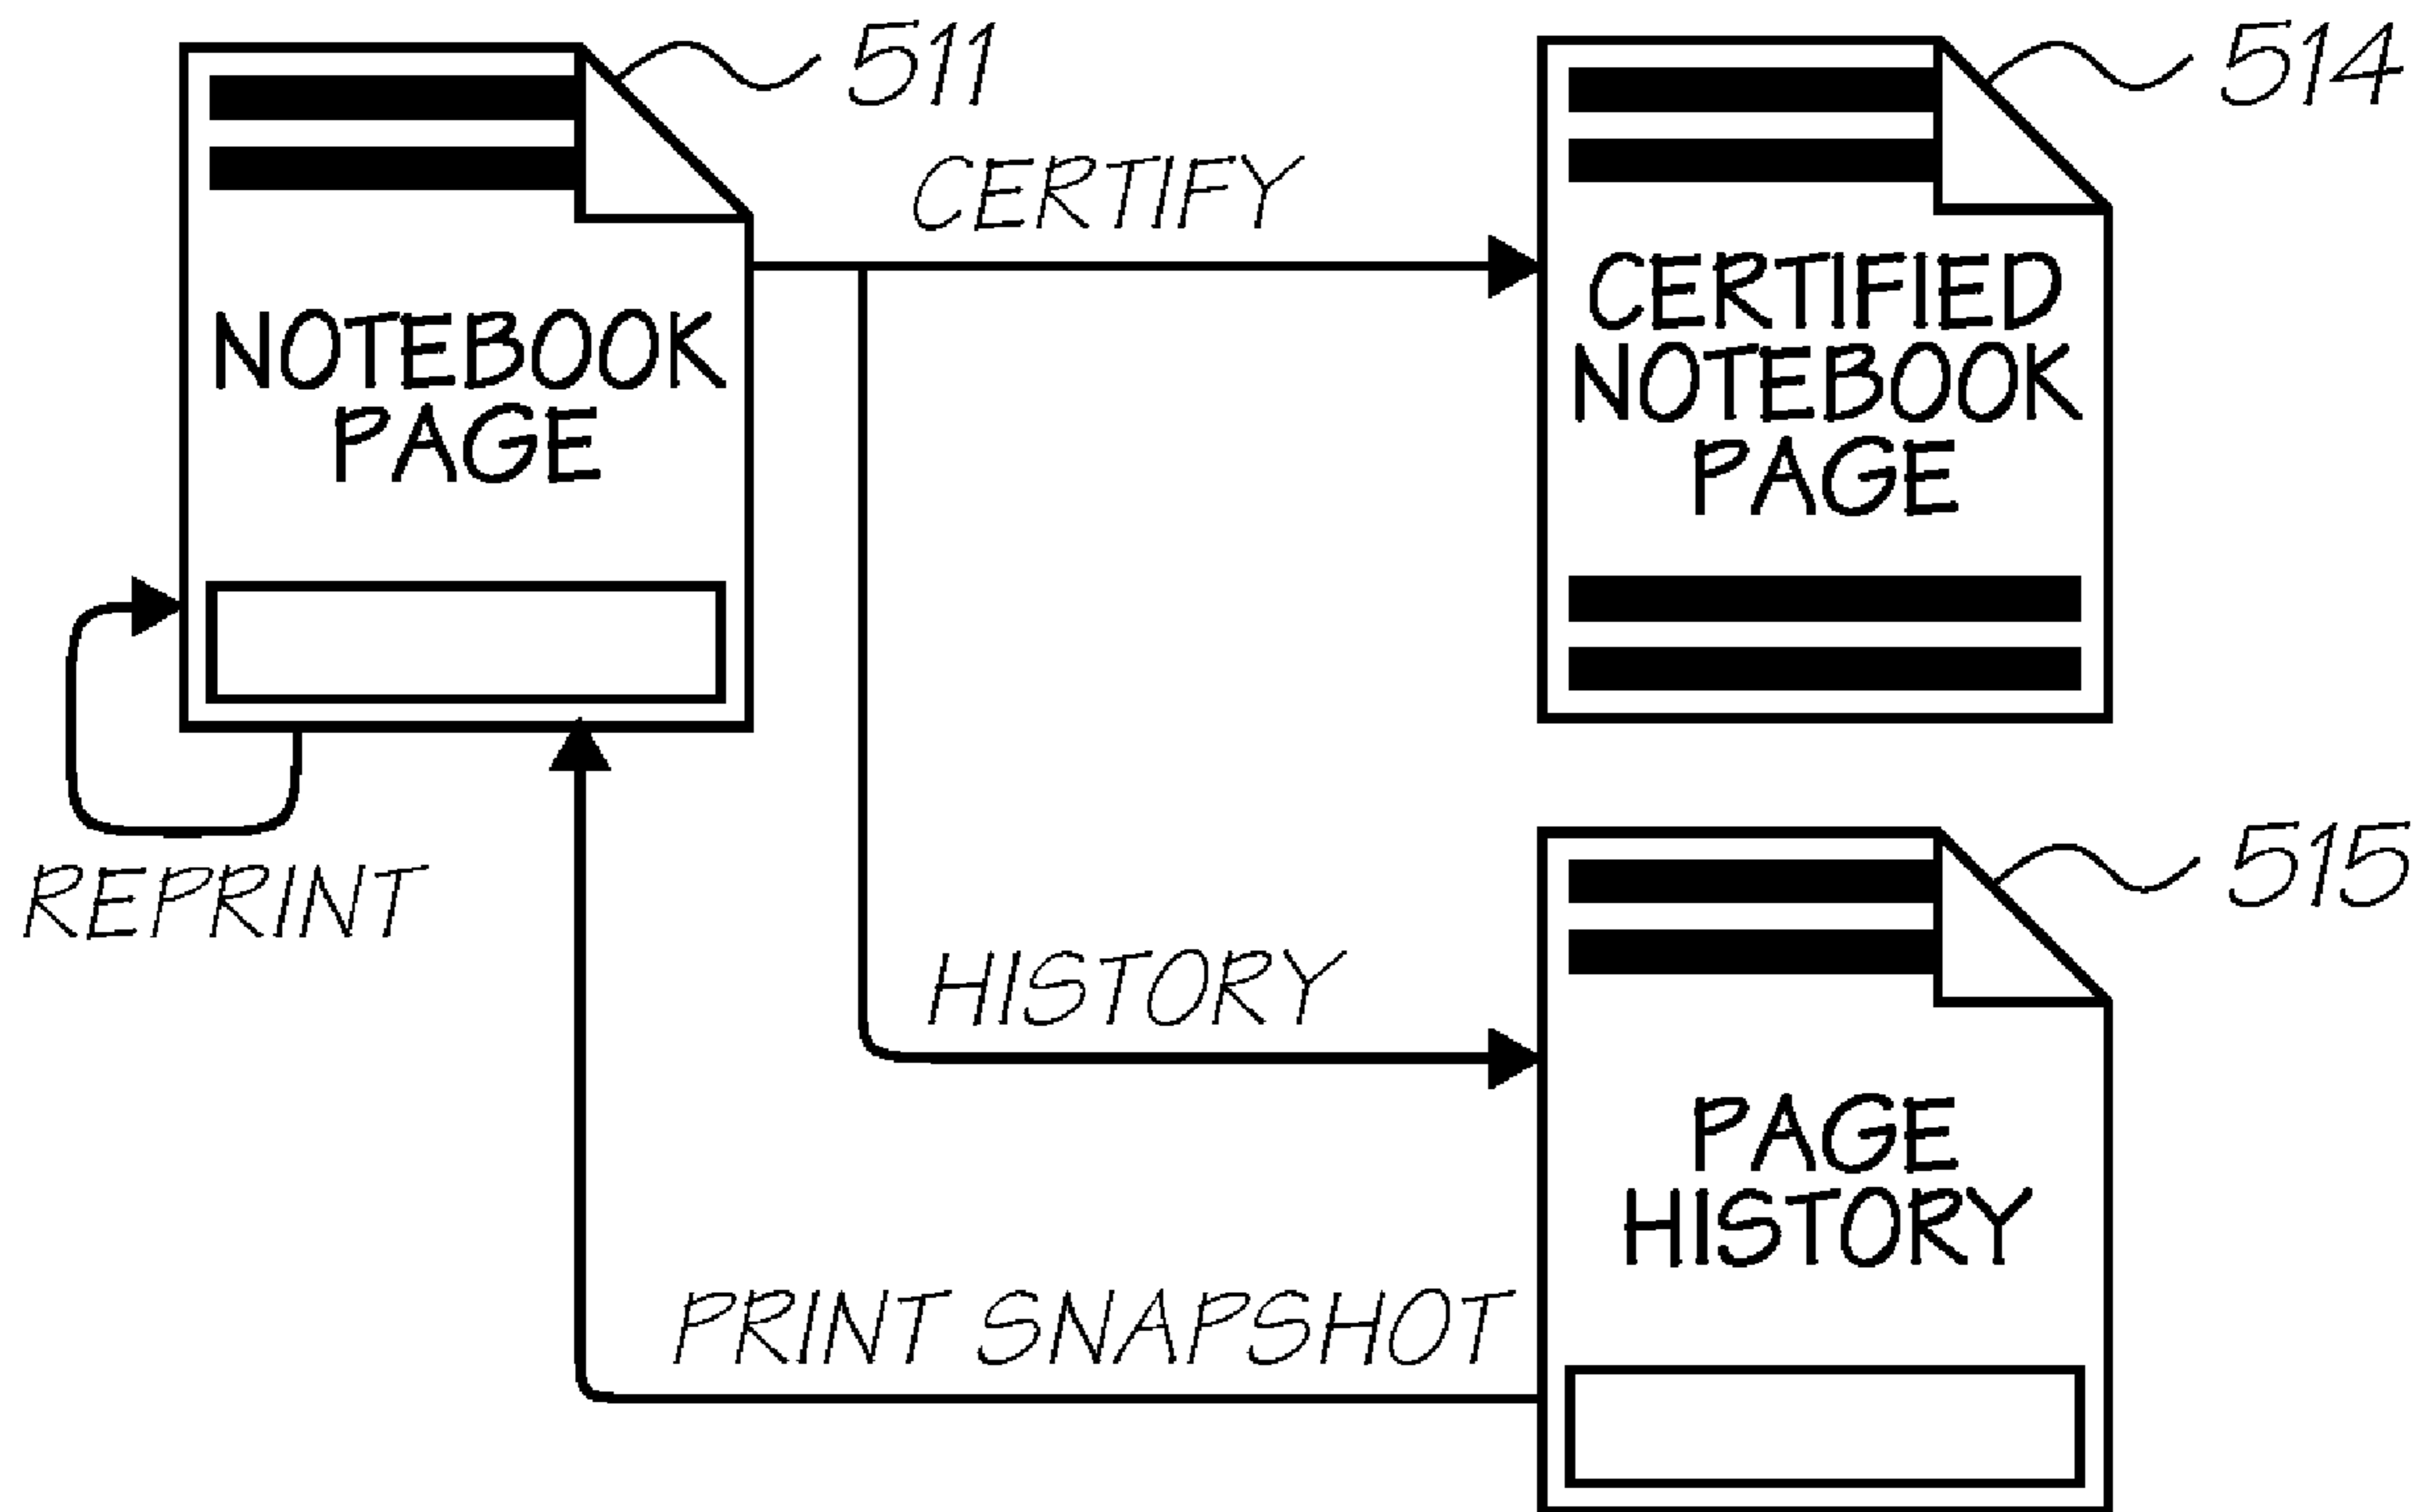 511
NOTEBOOK
PAGE
REPRINT
CERTIFY
514
CERTIFIED
NOTEBOOK
PAGE
HISTORY
515
PAGE
HISTORY
PRINT SNAPSHOT